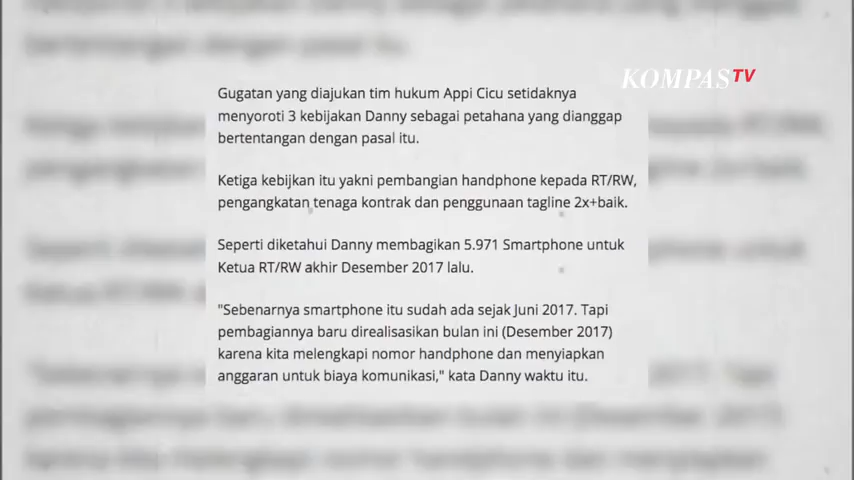 KOMPASTV
Gugatan yang diajukan tim hukum Appi Cicu setidaknya
menyoroti 3 kebijakan Danny sebagai petahana yang dianggap
bertentangan dengan pasal itu.
Ketiga kebijkan itu yakni pembangian handphone kepada RT/RW,
pengangkatan tenaga kontrak dan penggunaan tagline 2x+baik.
Seperti diketahui Danny membagikan 5.971 Smartphone untuk
Ketua RT/RW akhir Desember 2017 lalu.
"Sebenarnya smartphone itu sudah ada sejak Juni 2017. Tapi
pembagiannya baru direalisasikan bulan ini (Desember 2017)
karena kita melengkapi nomor handphone dan menyiapkan
anggaran untuk biaya komunikasi," kata Danny waktu itu.